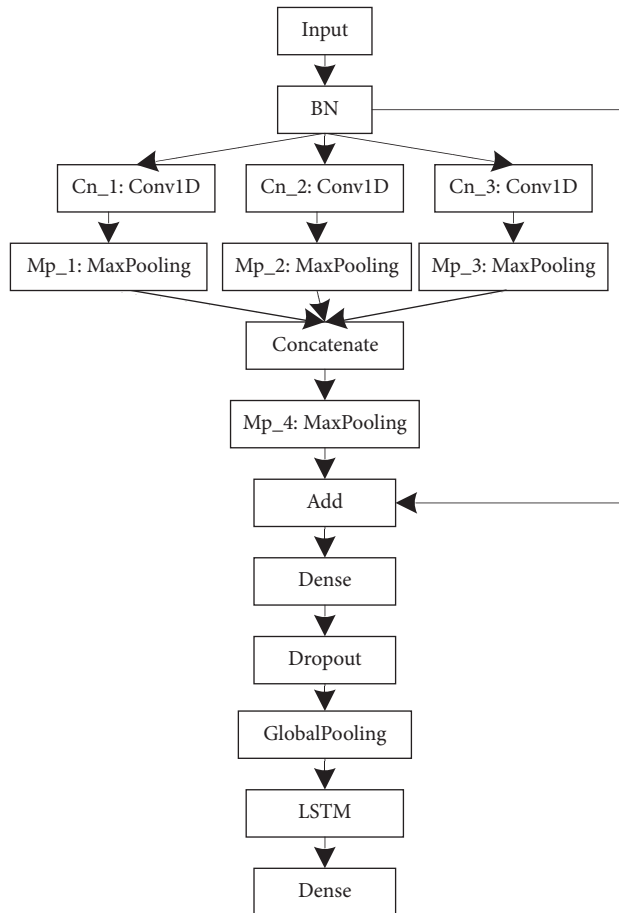 Input
BN
Cn_1: Conv1D
Cn_2: Conv1D
Cn_3: Conv1D
Mp_1: MaxPooling
Mp_2: MaxPooling
Mp_3: MaxPooling
Concatenate
Mp_4: MaxPooling
Add
Dense
Dropout
GlobalPooling
LSTM
Dense